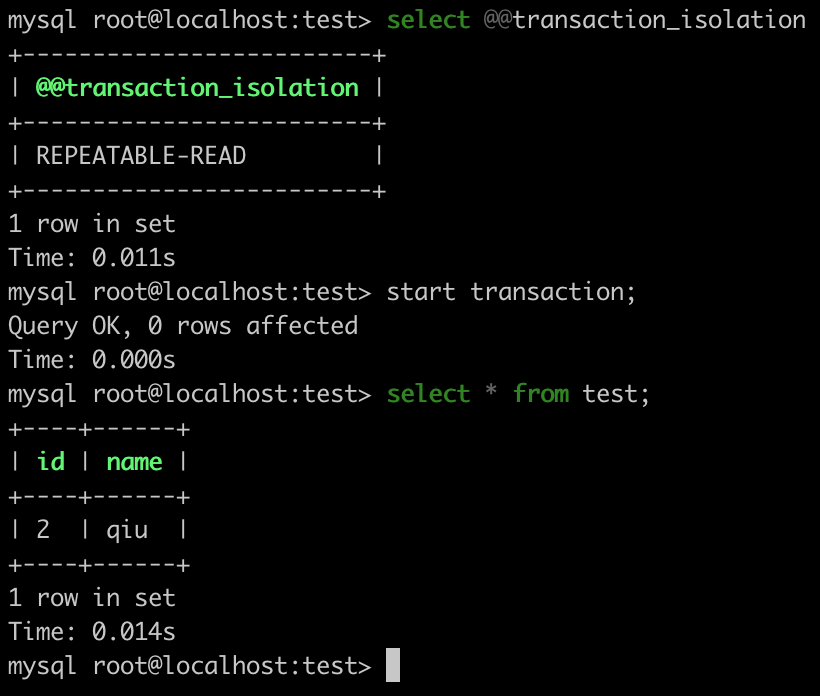 mysql root@localhost:test> select @@transaction_isolation
+-------------------------+
| @@transaction_isolation |
+-------------------------+
| REPEATABLE-READ         |
+-------------------------+
1 row in set
Time: 0.011s
mysql root@localhost:test> start transaction;
Query OK, 0 rows affected
Time: 0.000s
mysql root@localhost:test> select * from test;
+----+------+
| id | name |
+----+------+
| 2  | qiu  |
+----+------+
1 row in set
Time: 0.014s
mysql root@localhost:test>